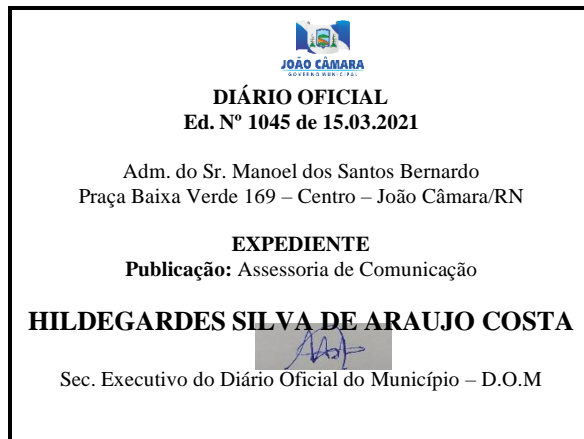 JOÃO CÂMARA
GOVERNO MUNICIPAL
DIÁRIO OFICIAL
Ed. Nº 1045 de 15.03.2021
Adm. do Sr. Manoel dos Santos Bernardo
Praça Baixa Verde 169 – Centro – João Câmara/RN
EXPEDIENTE
Publicação: Assessoria de Comunicação
HILDEGARDES SILVA DE ARAUJO COSTA
Sec. Executivo do Diário Oficial do Município – D.O.M